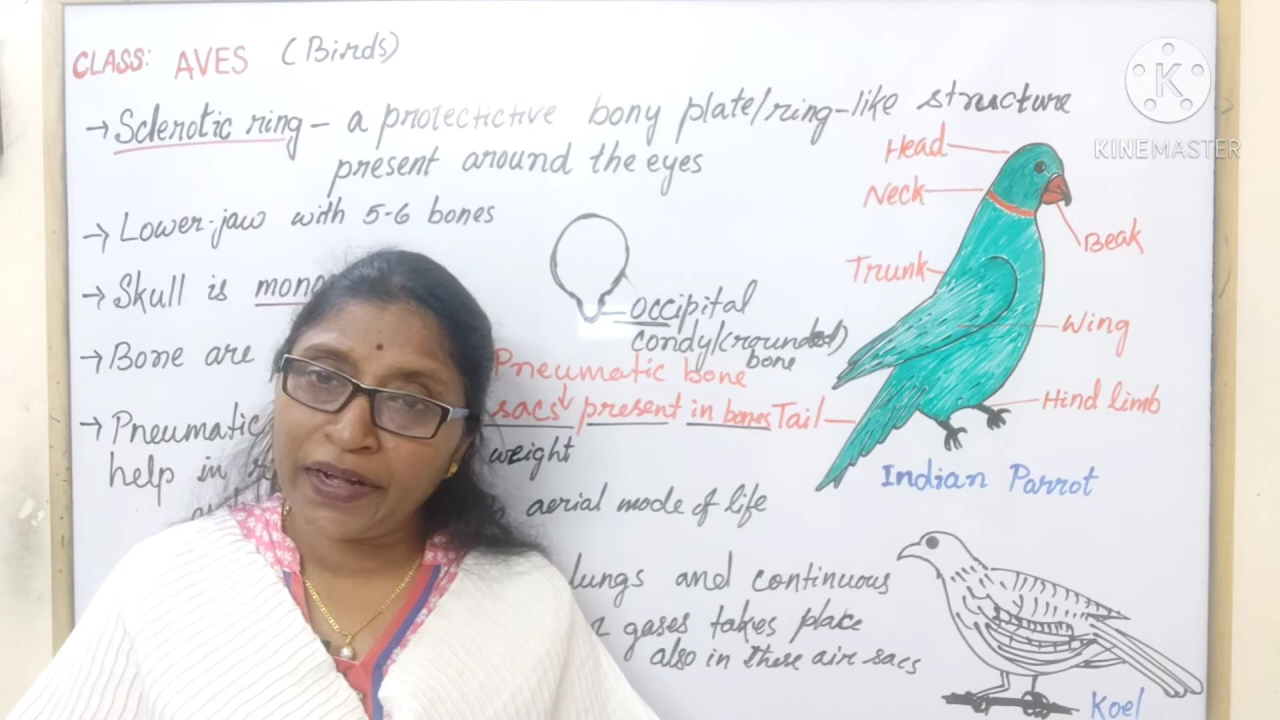 CLASS: AVES (Birds)
→ Sclerotic ring – a protectictive bony plate/ring-like structure
present around the eyes
→ Lower-jaw with 5-6 bones
→ Skull is mono
occipital
condyl(rounded)
bone
→ Bone are
Pneumatic bone
→ Pneumatic sacs present in bones
help in weight
aerial mode of life
lungs and continuous
gases takes place
also in these air sacs
Head
Neck
Beak
Trunk
Wing
Hind limb
Tail
Indian Parrot
Koel
K
KINEMASTER